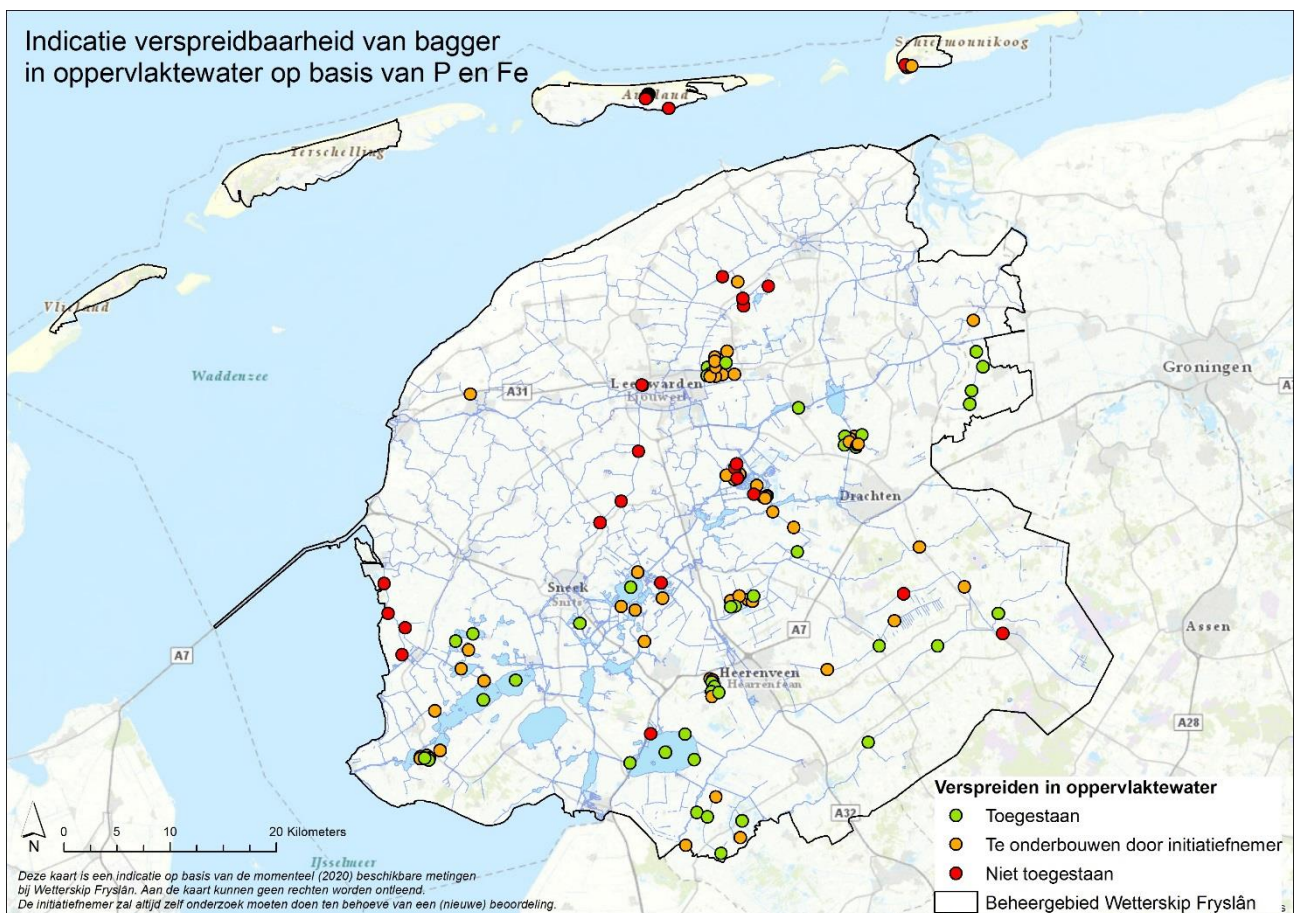 Indicatie verspreidbaarheid van bagger
in oppervlaktewater op basis van P en Fe
Schiermonnikoog
Ameland
Terschelling
Vlieland
Waddenzee
Groningen
Leeuwarden
Ljouwert
A31
Drachten
Sneek
Snits
A7
Assen
A7
Heerenveen
Hearrenfean
A28
A32
IJsselmeer
Verspreiden in oppervlaktewater
Toegestaan
Te onderbouwen door initiatiefnemer
Niet toegestaan
Beheergebied Wetterskip Fryslân
N
0 5 10 20 Kilometers
Deze kaart is een indicatie op basis van de momenteel (2020) beschikbare metingen
bij Wetterskip Fryslân. Aan de kaart kunnen geen rechten worden ontleend.
De initiatiefnemer zal altijd zelf onderzoek moeten doen ten behoeve van een (nieuwe) beoordeling.